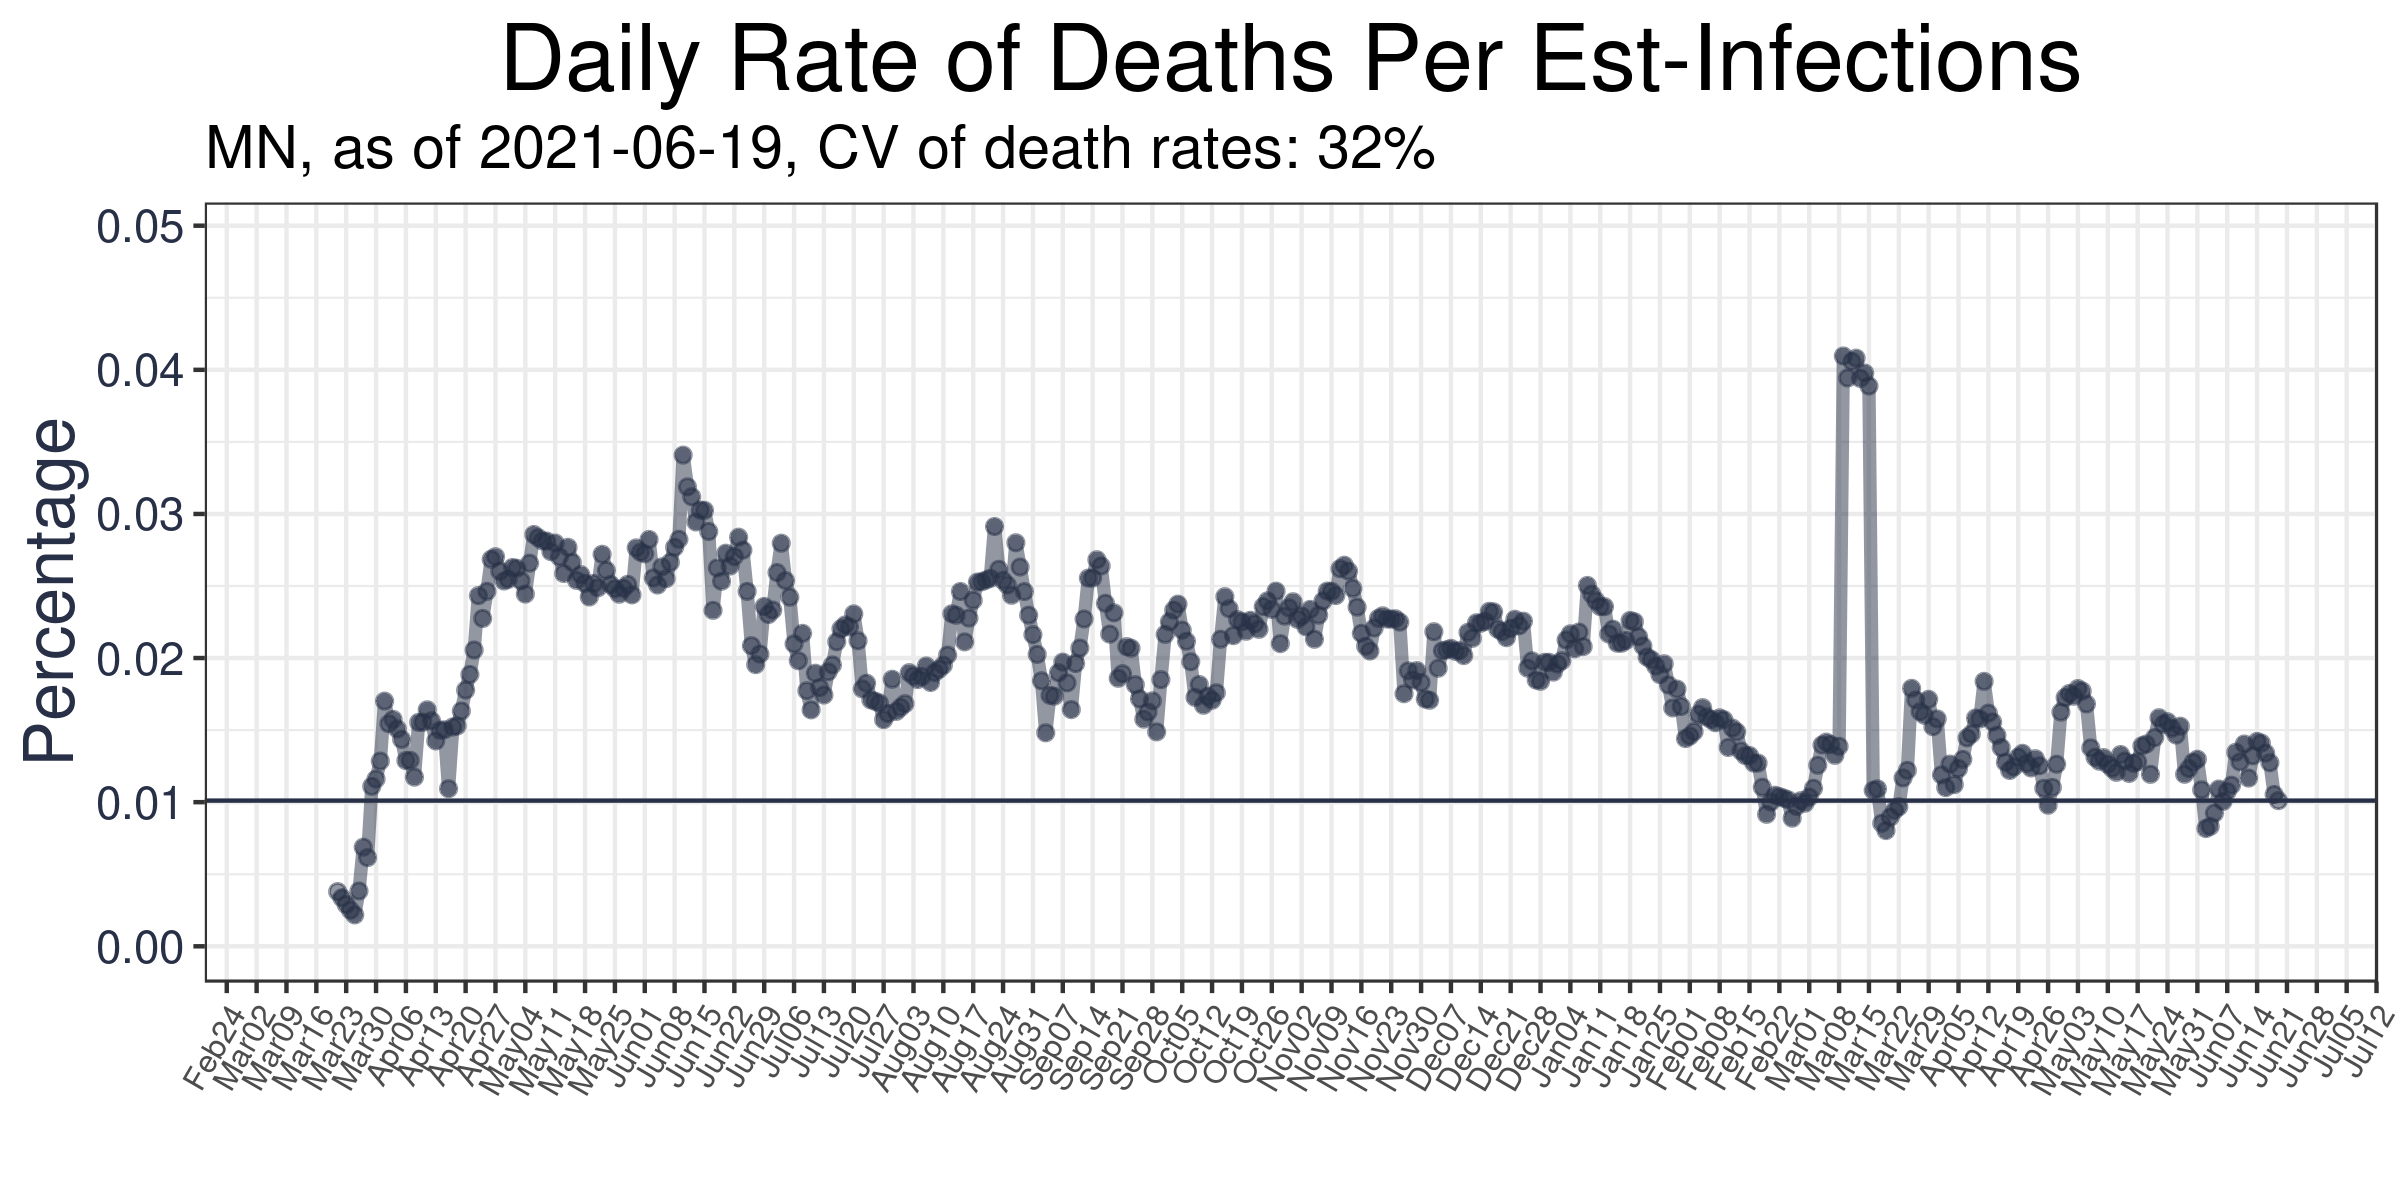 Daily Rate of Deaths Per Est-Infections
MN, as of 2021-06-19, CV of death rates: 32%
Percentage
0.05
0.04
0.03
0.02
0.01
0.00
Feb24
Mar02
Mar09
Mar16
Mar23
Mar30
Apr06
Apr13
Apr20
Apr27
May04
May11
May18
May25
Jun01
Jun08
Jun15
Jun22
Jun29
Jul06
Jul13
Jul20
Jul27
Aug03
Aug10
Aug17
Aug24
Aug31
Sep07
Sep14
Sep21
Sep28
Oct05
Oct12
Oct19
Oct26
Nov02
Nov09
Nov16
Nov23
Nov30
Dec07
Dec14
Dec21
Dec28
Jan04
Jan11
Jan18
Jan25
Feb01
Feb08
Feb15
Feb22
Mar01
Mar08
Mar15
Mar22
Mar29
Apr05
Apr12
Apr19
Apr26
May03
May10
May17
May24
May31
Jun07
Jun14
Jun21
Jun28
Jul05
Jul12